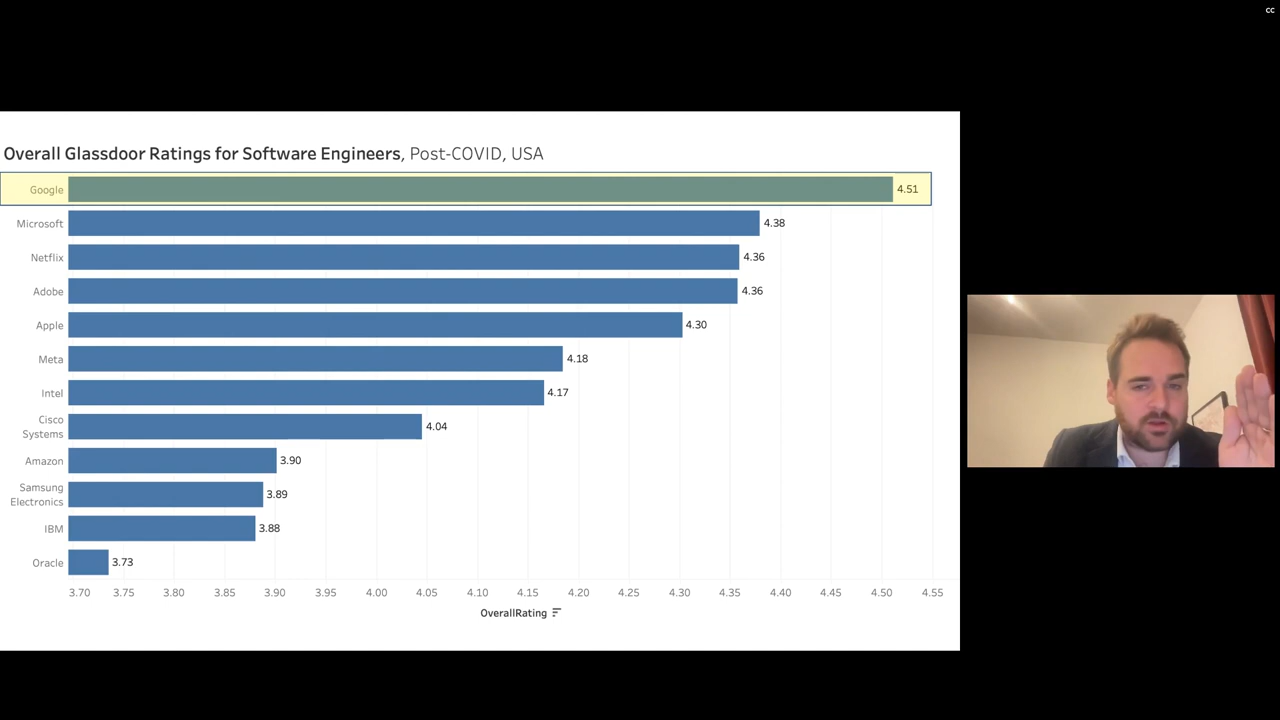 CC
Overall Glassdoor Ratings for Software Engineers, Post-COVID, USA
Google 4.51
Microsoft 4.38
Netflix 4.36
Adobe 4.36
Apple 4.30
Meta 4.18
Intel 4.17
Cisco
Systems 4.04
Amazon 3.90
Samsung
Electronics 3.89
IBM 3.88
Oracle 3.73
3.70 3.75 3.80 3.85 3.90 3.95 4.00 4.05 4.10 4.15 4.20 4.25 4.30 4.35 4.40 4.45 4.50 4.55
OverallRating